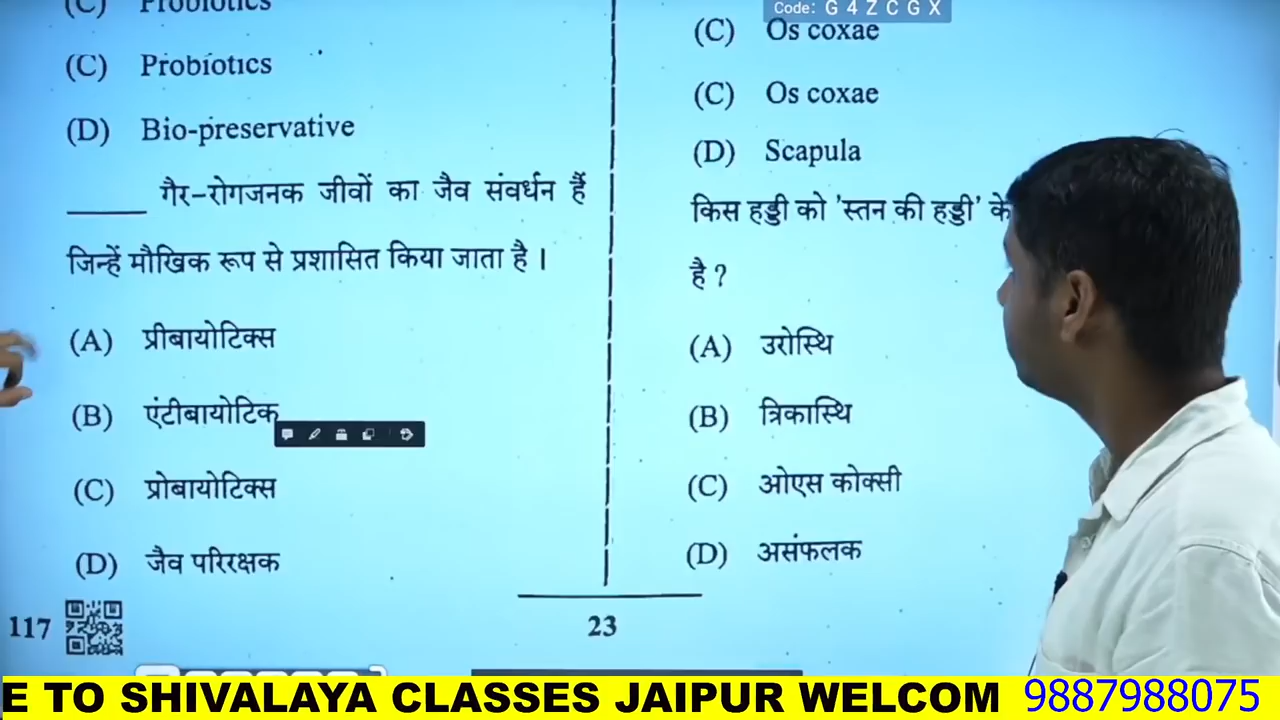 Code: G 4 Z C G X
(C) Probiotics
(C) Probiotics
(D) Bio-preservative
______ गैर-रोगजनक जीवों का जैव संवर्धन हैं
जिन्हें मौखिक रूप से प्रशासित किया जाता है ।
(A) प्रीबायोटिक्स
(B) एंटीबायोटिक
(C) प्रोबायोटिक्स
(D) जैव परिरक्षक
117
(C) Os coxae
(C) Os coxae
(D) Scapula
किस हड्डी को 'स्तन की हड्डी' के
है ?
(A) उरोस्थि
(B) त्रिकास्थि
(C) ओएस कोक्सी
(D) असंफलक
23
E TO SHIVALAYA CLASSES JAIPUR WELCOM 9887988075